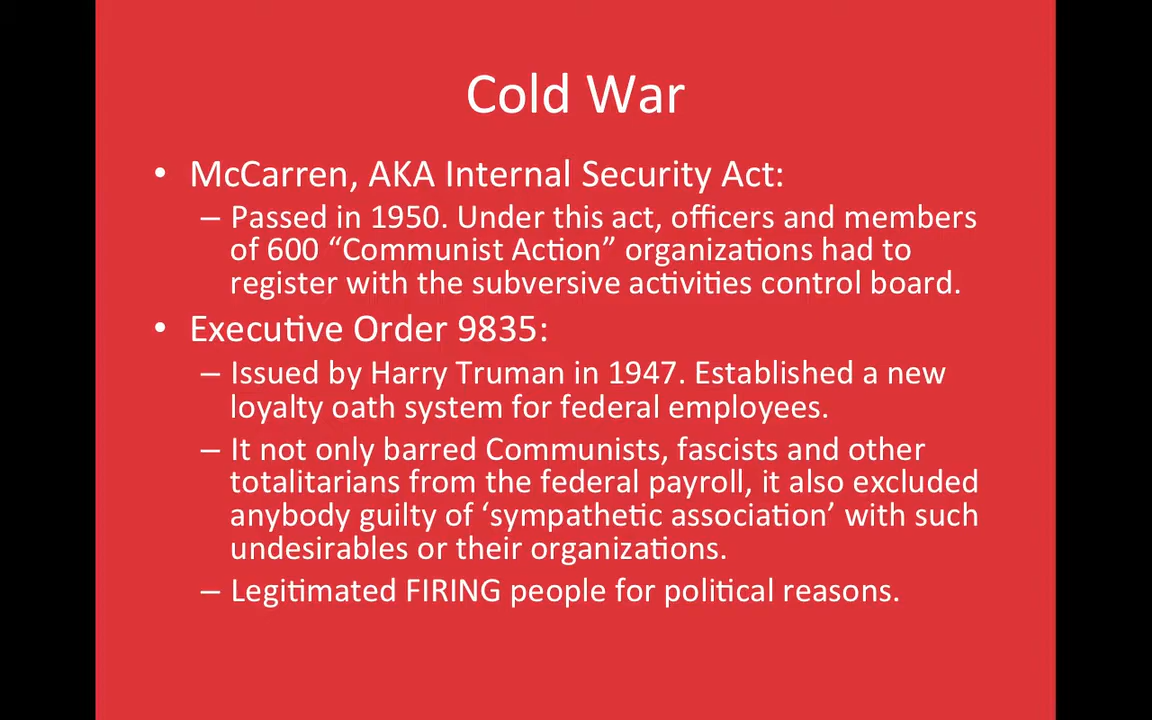 Cold War
• McCarren, AKA Internal Security Act:
– Passed in 1950. Under this act, officers and members
of 600 “Communist Action” organizations had to
register with the subversive activities control board.
• Executive Order 9835:
– Issued by Harry Truman in 1947. Established a new
loyalty oath system for federal employees.
– It not only barred Communists, fascists and other
totalitarians from the federal payroll, it also excluded
anybody guilty of ‘sympathetic association’ with such
undesirables or their organizations.
– Legitimated FIRING people for political reasons.